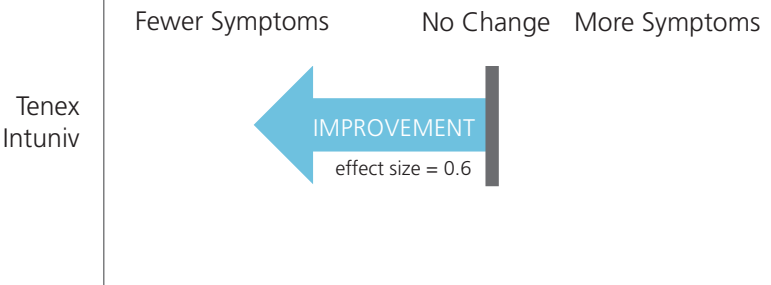 Fewer Symptoms No Change More Symptoms
Tenex
Intuniv
IMPROVEMENT
effect size = 0.6